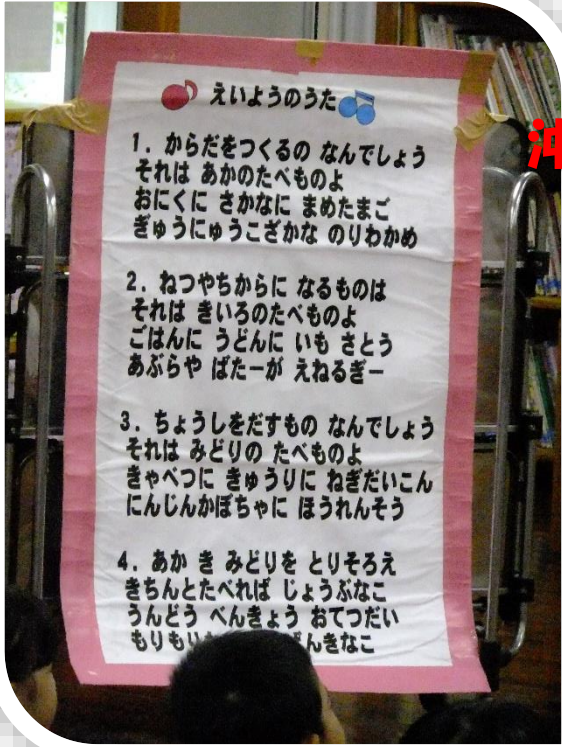 えいようのうた
1. からだをつくるの なんでしょう
それは あかのたべものよ
おにくに さかなに まめたまご
ぎゅうにゅうこざかな のりわかめ
2. ねつやちからに なるものは
それは きいろのたべものよ
ごはんに うどんに いも さとう
あぶらや ばたーが えねるぎー
3. ちょうしをだすもの なんでしょう
それは みどりの たべものよ
きゃべつに きゅうりに ねぎだいこん
にんじんかぼちゃに ほうれんそう
4. あか き みどりを とりそろえ
きちんとたべれば じょうぶなこ
うんどう べんきょう おてつだい
もりもり んきなこ
沖